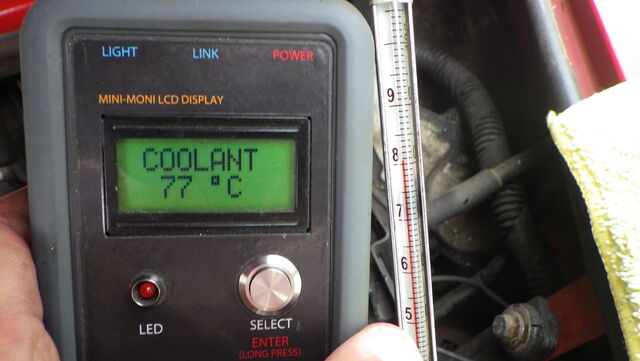 LIGHT LINK POWER
MINI-MONI LCD DISPLAY
COOLANT
77 °C
LED
SELECT
ENTER
(LONG PRESS)
9
8
7
6
5